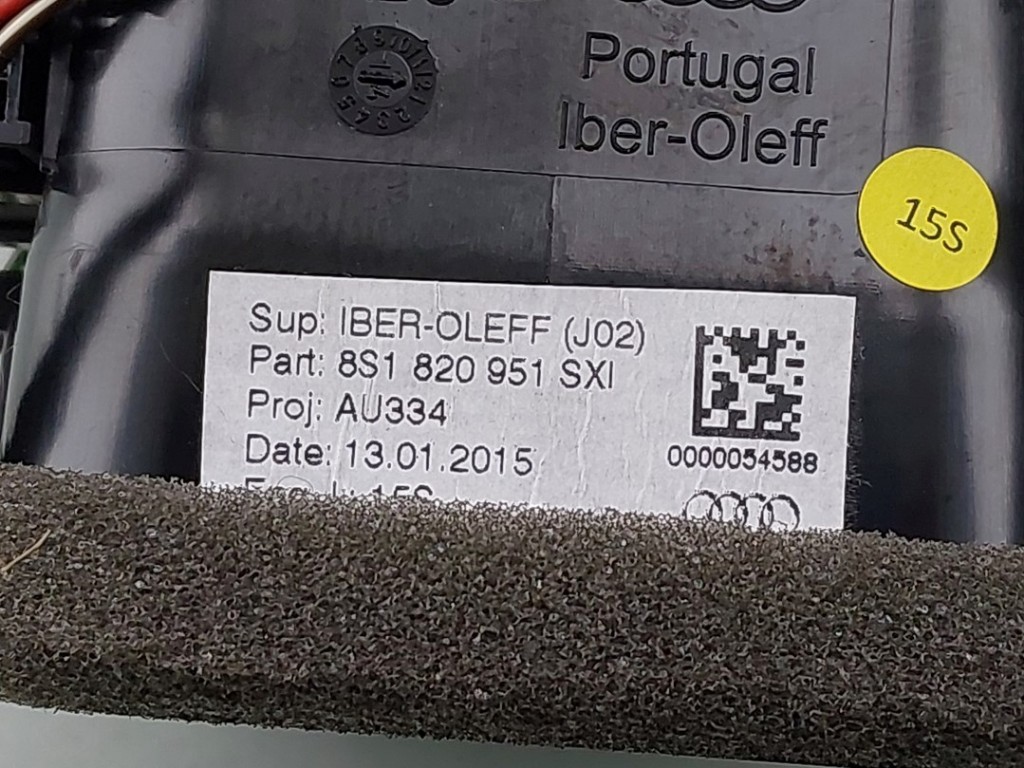 Portugal
Iber-Oleff
15S
Sup: IBER-OLEFF (J02)
Part: 8S1 820 951 SXI
Proj: AU334
Date: 13.01.2015
0000054588